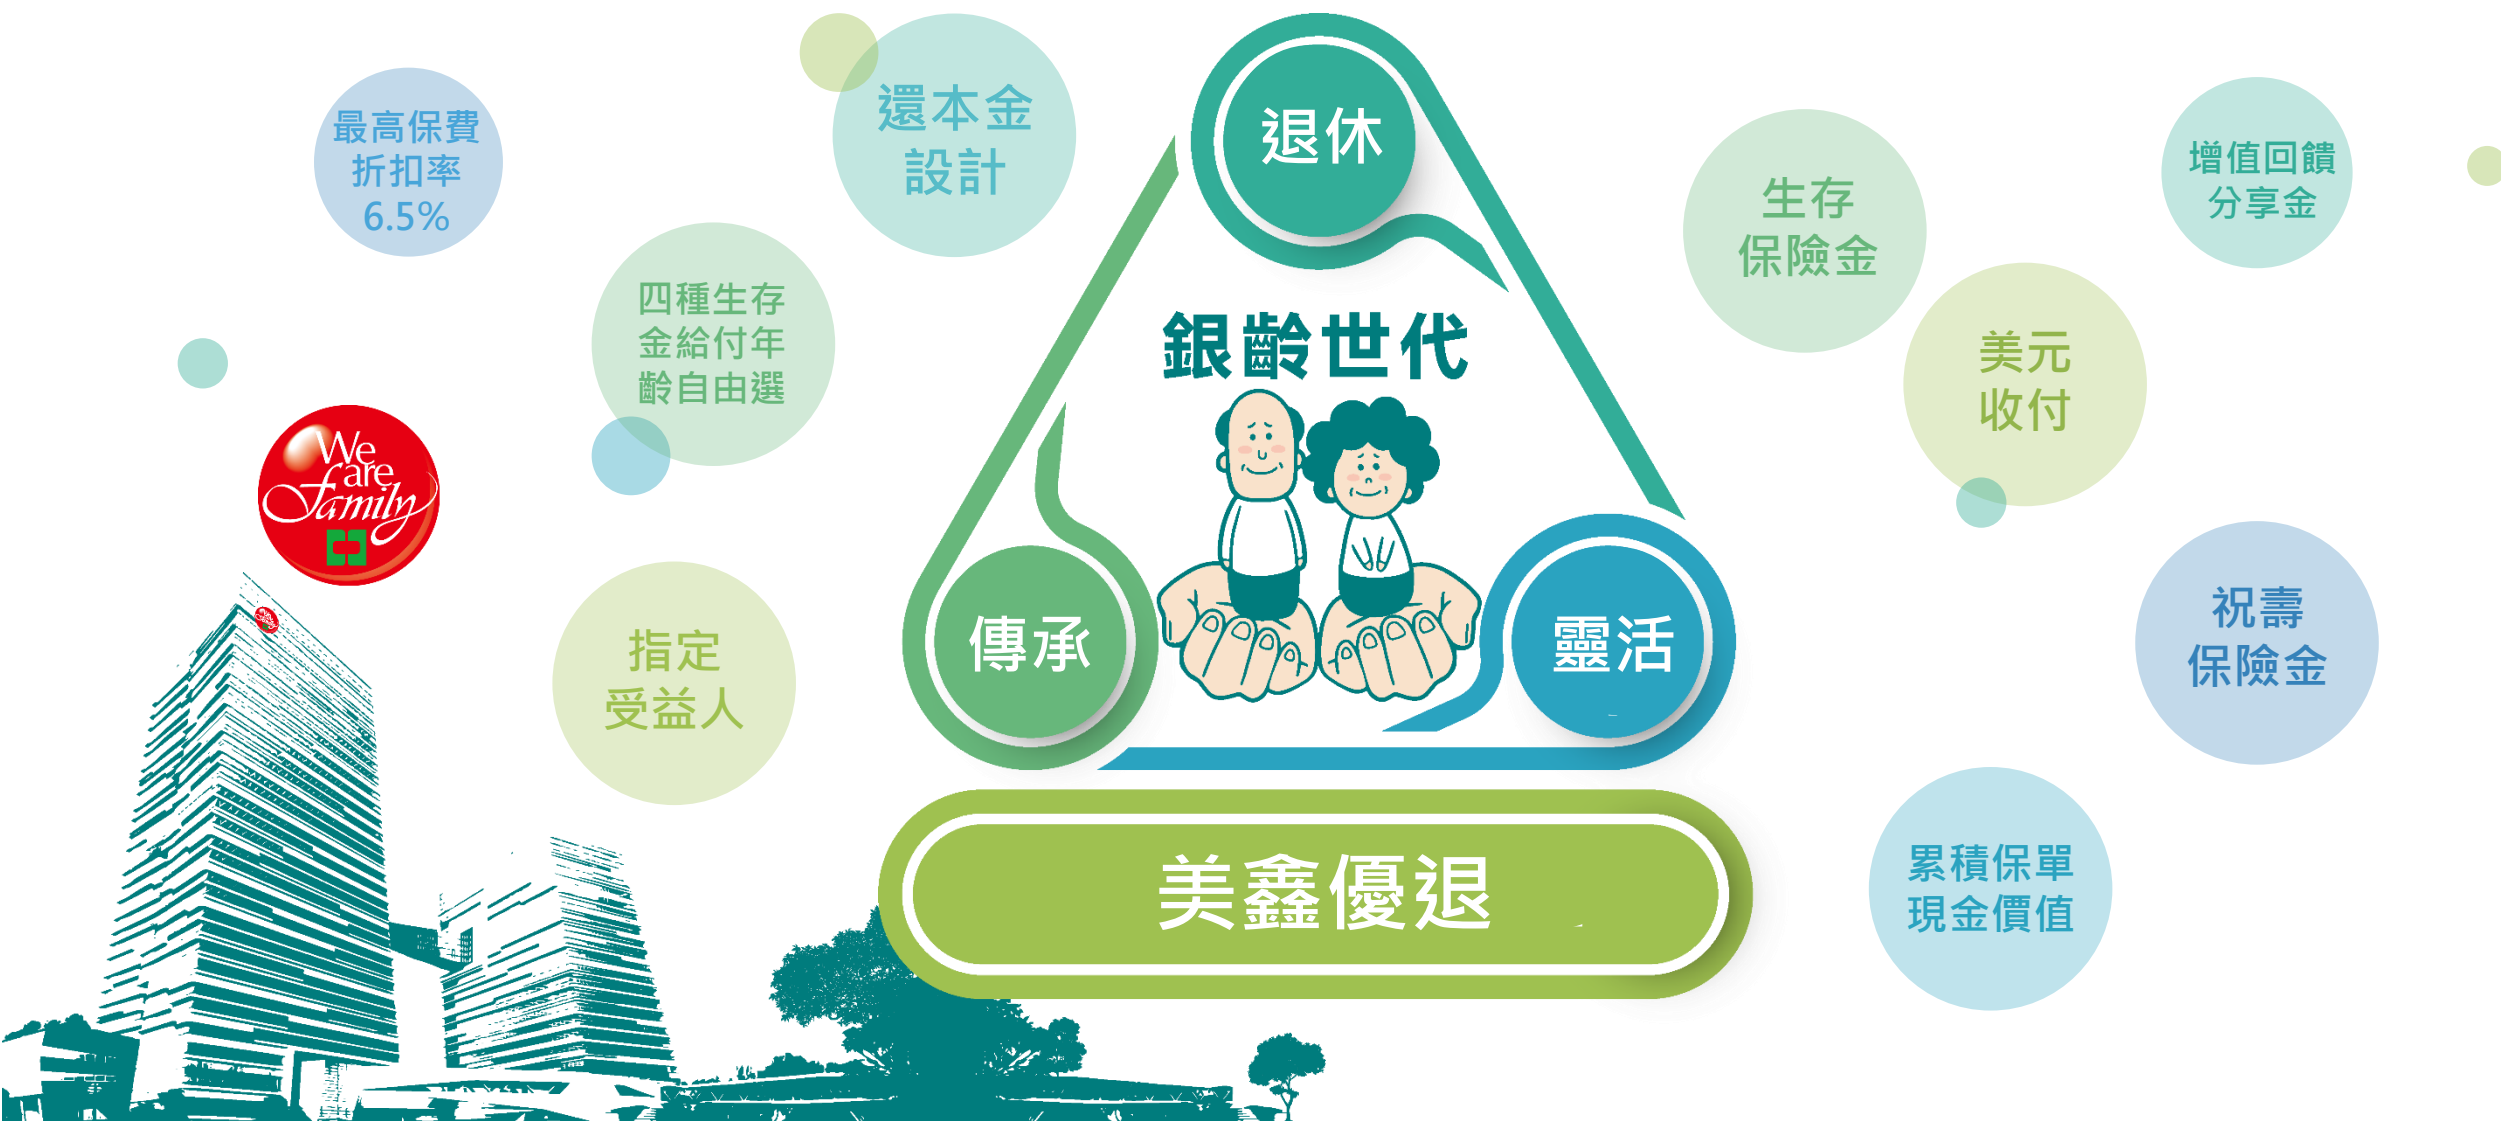 最高保費
折扣率
6.5%
還本金
設計
四種生存
金給付年
齡自由選
We
care
Family
指定
受益人
退休
銀齡世代
傳承
靈活
美鑫優退
生存
保險金
美元
收付
增值回饋
分享金
祝壽
保險金
累積保單
現金價值